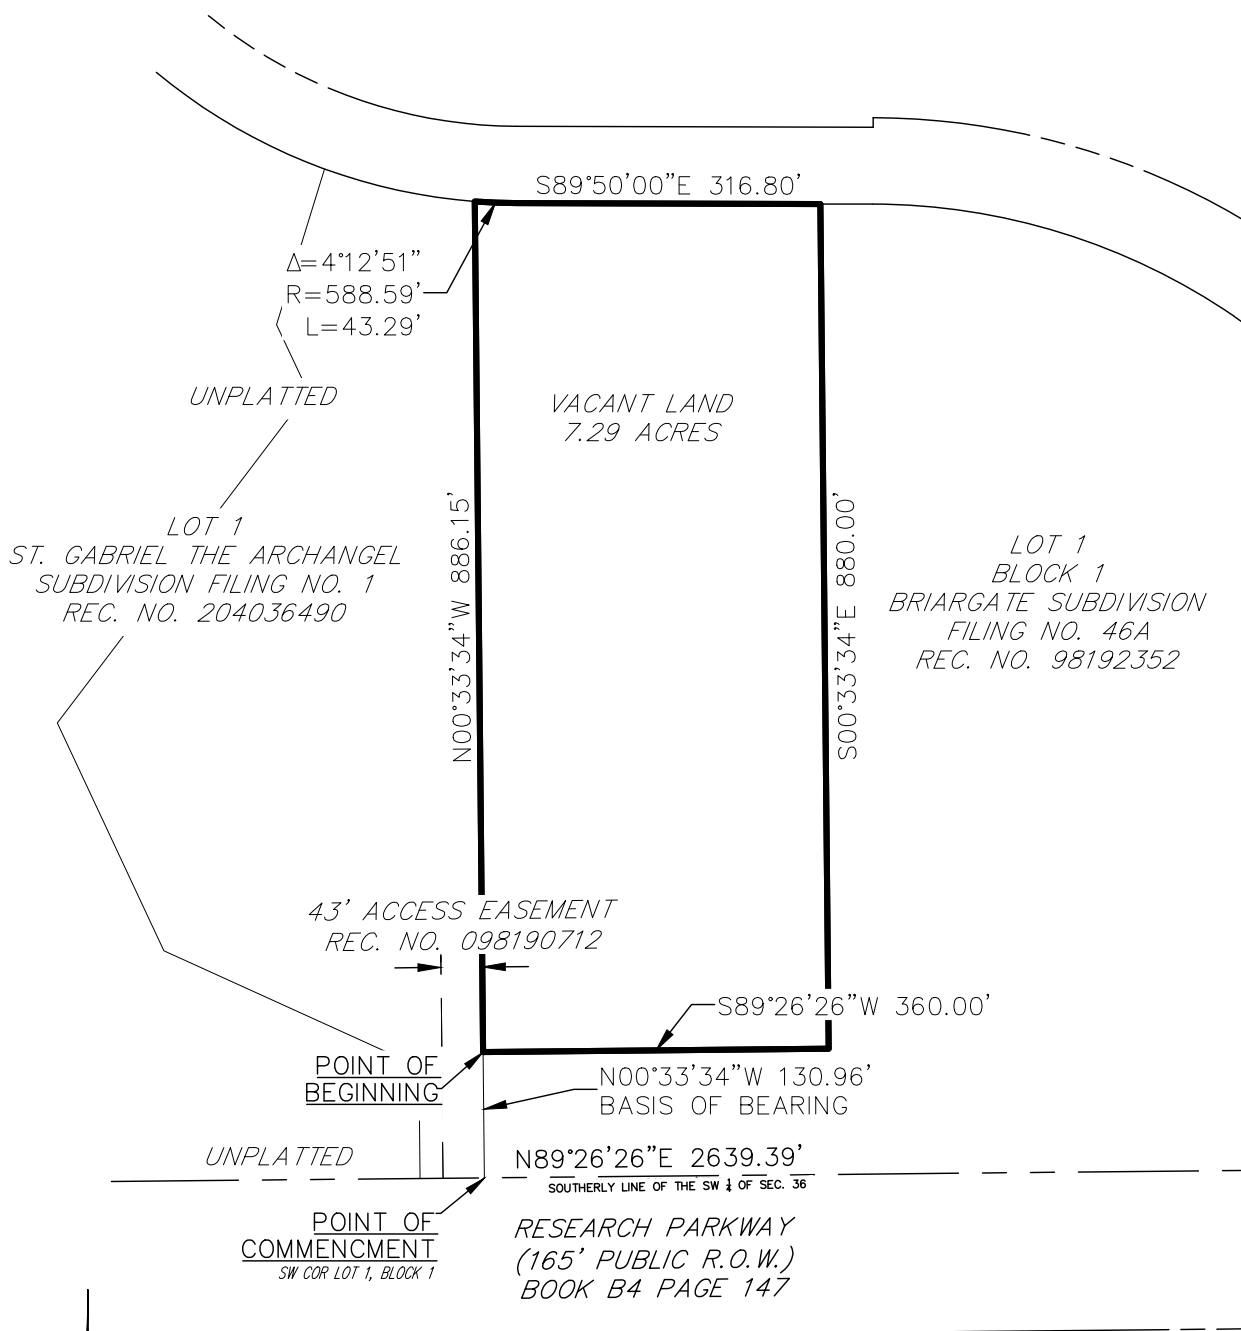 S89°50'00"E 316.80'
Δ=4°12'51"
R=588.59'
L=43.29'
UNPLATTED
VACANT LAND
7.29 ACRES
N00°33'34"W 886.15'
S00°33'34"E 880.00'
LOT 1
ST. GABRIEL THE ARCHANGEL
SUBDIVISION FILING NO. 1
REC. NO. 204036490
LOT 1
BLOCK 1
BRIARGATE SUBDIVISION
FILING NO. 46A
REC. NO. 98192352
43' ACCESS EASEMENT
REC. NO. 098190712
S89°26'26"W 360.00'
POINT OF
BEGINNING
N00°33'34"W 130.96'
BASIS OF BEARING
UNPLATTED
N89°26'26"E 2639.39'
SOUTHERLY LINE OF THE SW ¼ OF SEC. 36
POINT OF
COMMENCMENT
SW COR LOT 1, BLOCK 1
RESEARCH PARKWAY
(165' PUBLIC R.O.W.)
BOOK B4 PAGE 147